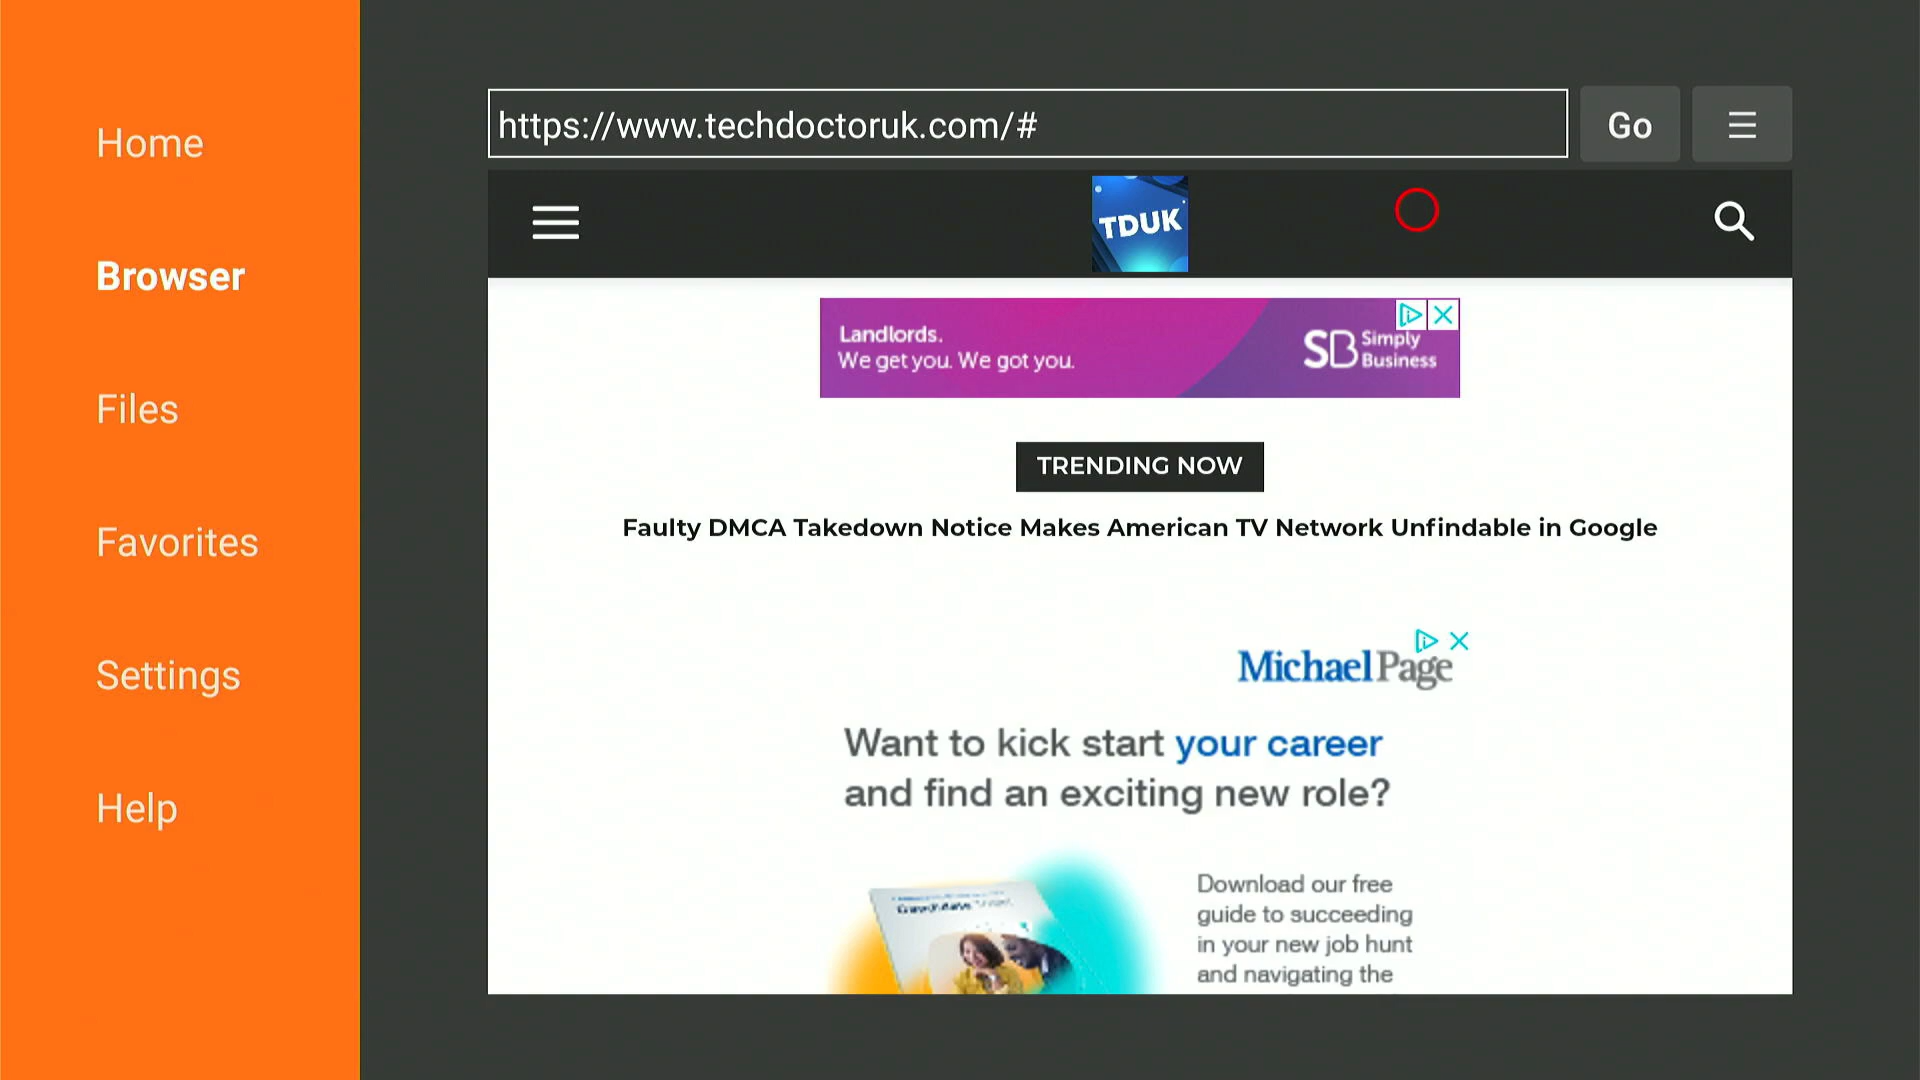 Home
Browser
Files
Favorites
Settings
Help
https://www.techdoctoruk.com/#
Go
TDUK
Landlords.
We get you. We got you.
SB Simply
Business
TRENDING NOW
Faulty DMCA Takedown Notice Makes American TV Network Unfindable in Google
Michael Page
Want to kick start your career
and find an exciting new role?
Download our free
guide to succeeding
in your new job hunt
and navigating the